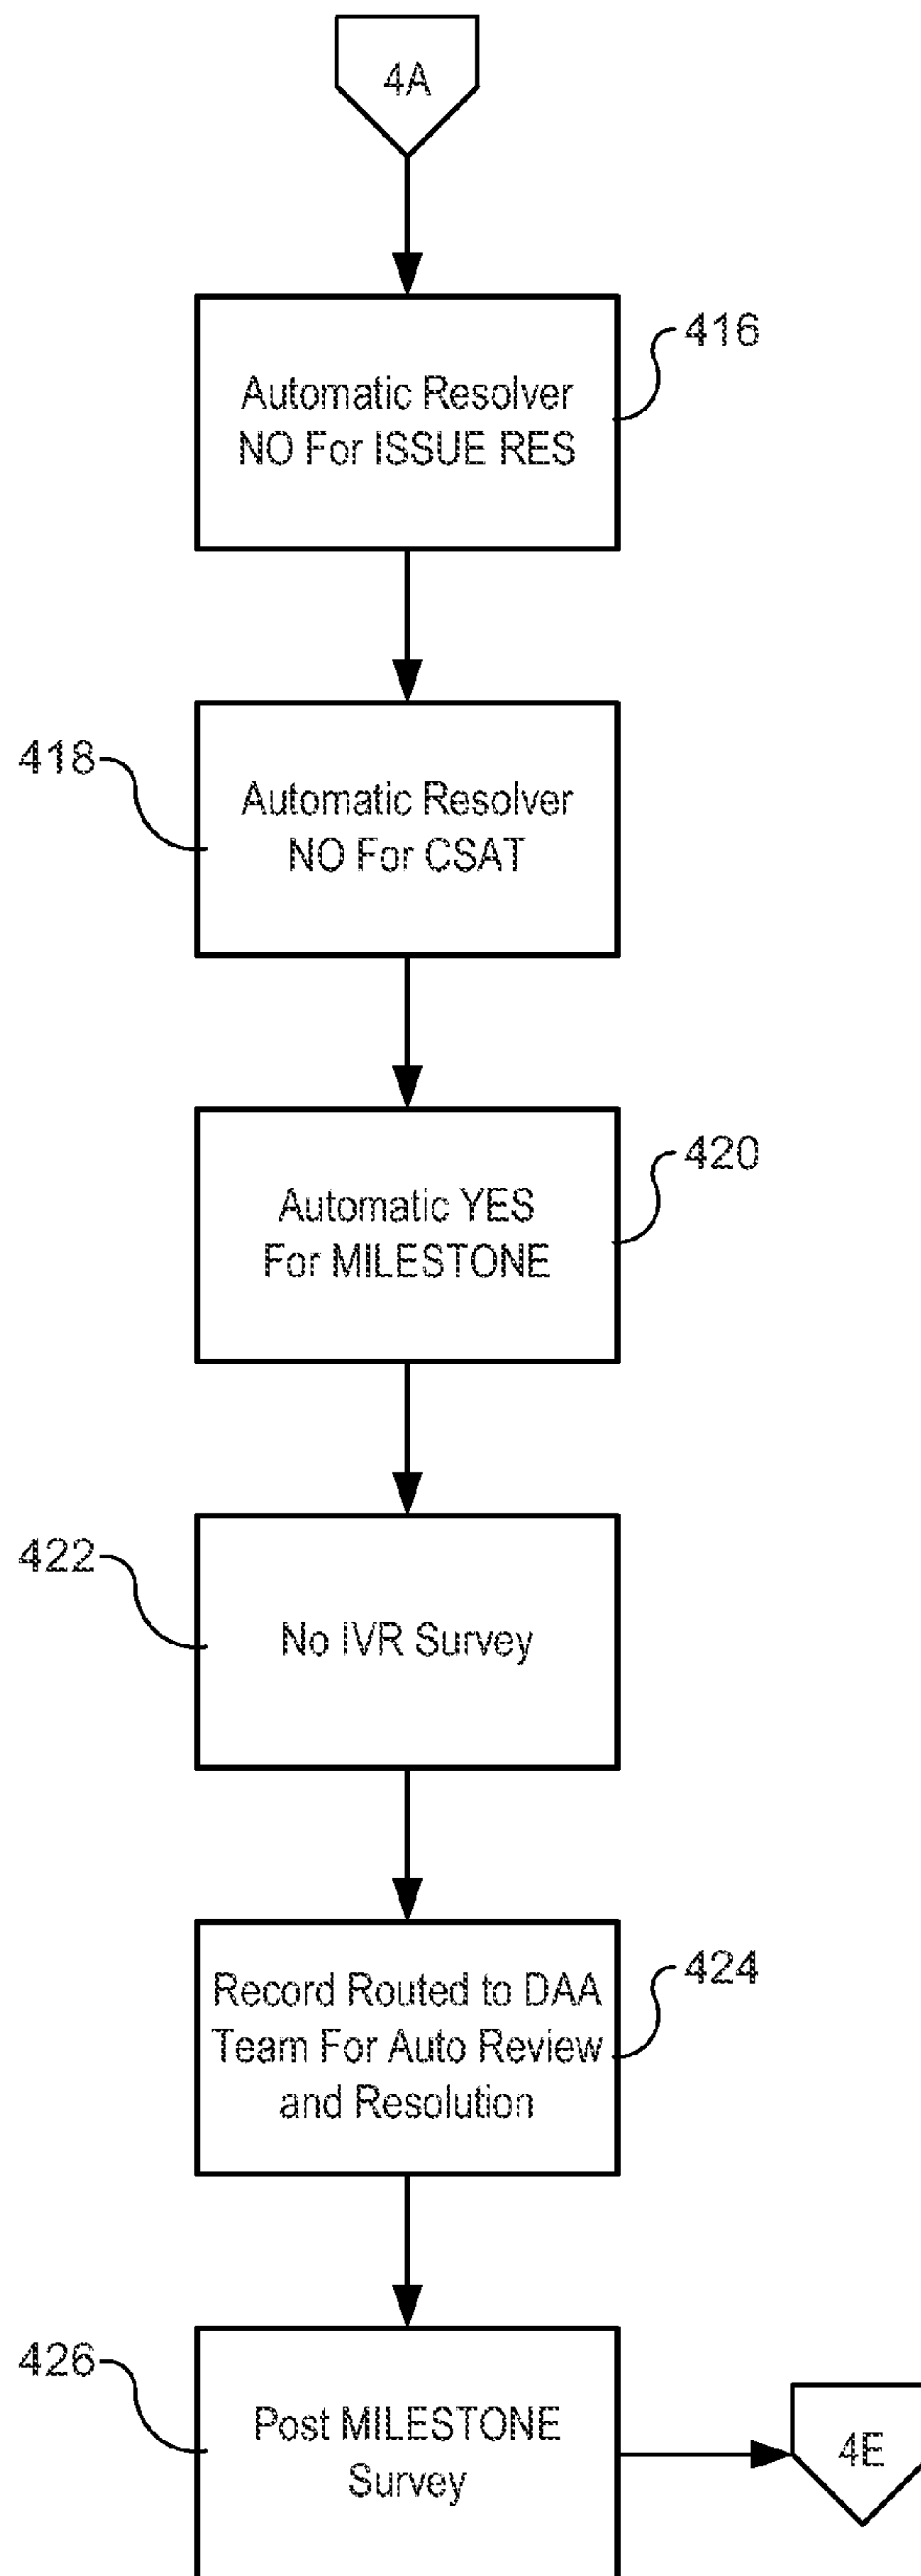 4A
Automatic Resolver
NO For ISSUE RES
416
418
Automatic Resolver
NO For CSAT
Automatic YES
For MILESTONE
420
422
No IVR Survey
Record Routed to DAA
Team For Auto Review
and Resolution
424
426
Post MILESTONE
Survey
4E